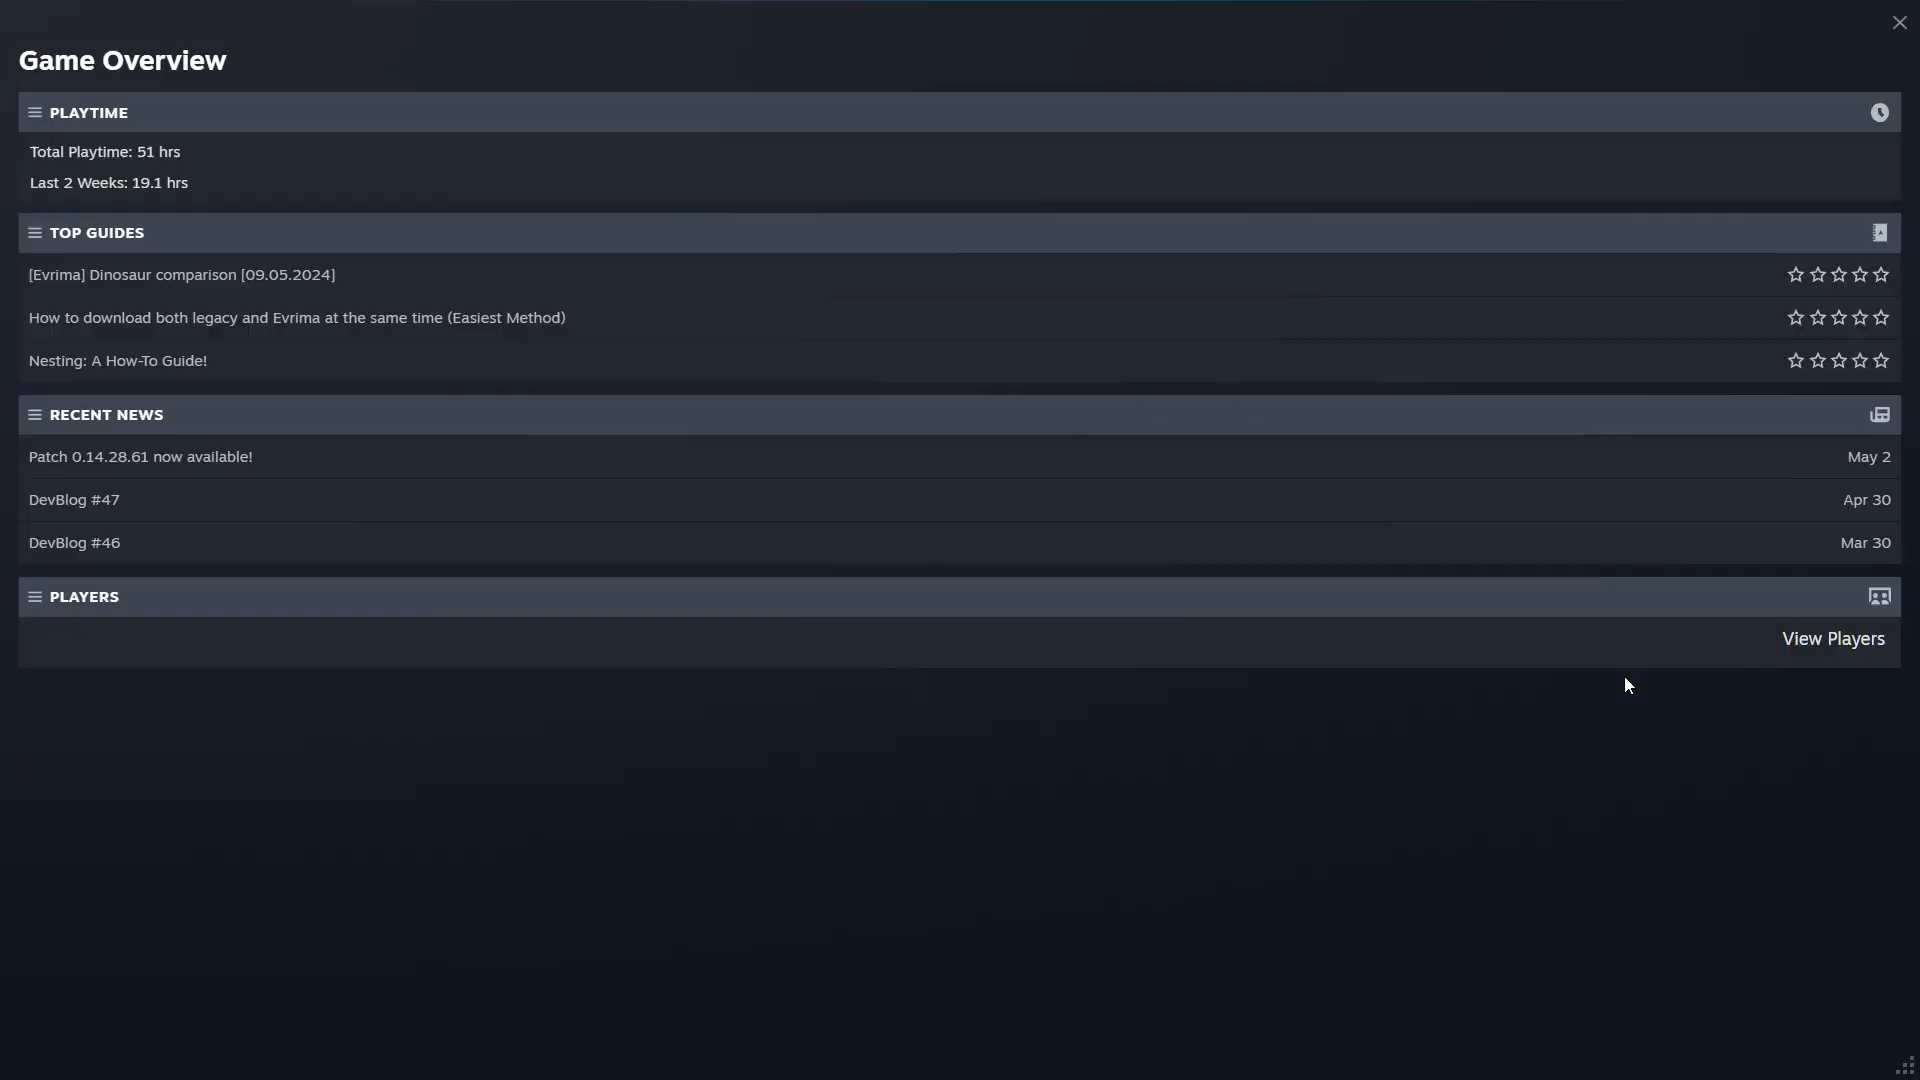 Game Overview
PLAYTIME
Total Playtime: 51 hrs
Last 2 Weeks: 19.1 hrs
TOP GUIDES
[Evrima] Dinosaur comparison [09.05.2024]
How to download both legacy and Evrima at the same time (Easiest Method)
Nesting: A How-To Guide!
RECENT NEWS
Patch 0.14.28.61 now available! May 2
DevBlog #47 Apr 30
DevBlog #46 Mar 30
PLAYERS
View Players